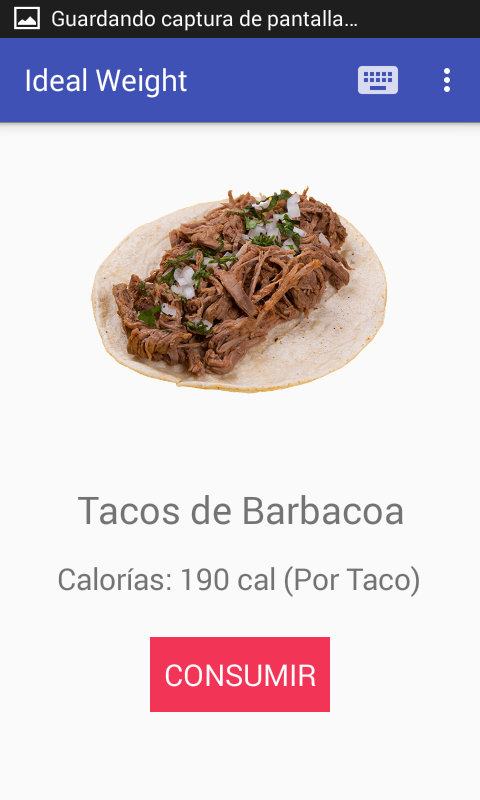 Guardando captura de pantalla...
Ideal Weight
Tacos de Barbacoa
Calorías: 190 cal (Por Taco)
CONSUMIR